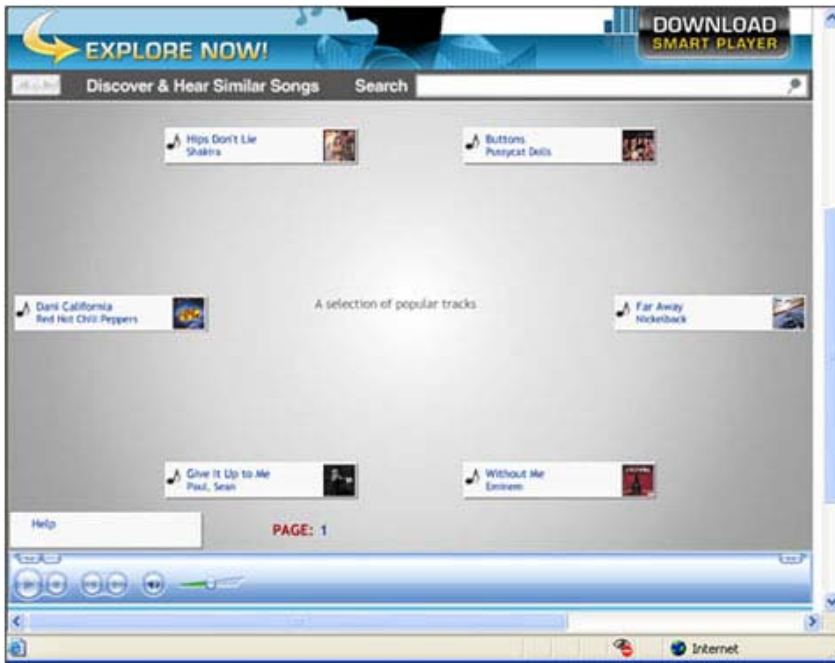 DOWNLOAD
SMART PLAYER
EXPLORE NOW!
Discover & Hear Similar Songs Search
Hips Don't Lie
Shakira
Buttons
Pussycat Dolls
Dani California
Red Hot Chili Peppers
A selection of popular tracks
Far Away
Nickelback
Give It Up to Me
Paul, Sean
Without Me
Eminem
Help
PAGE: 1
Internet